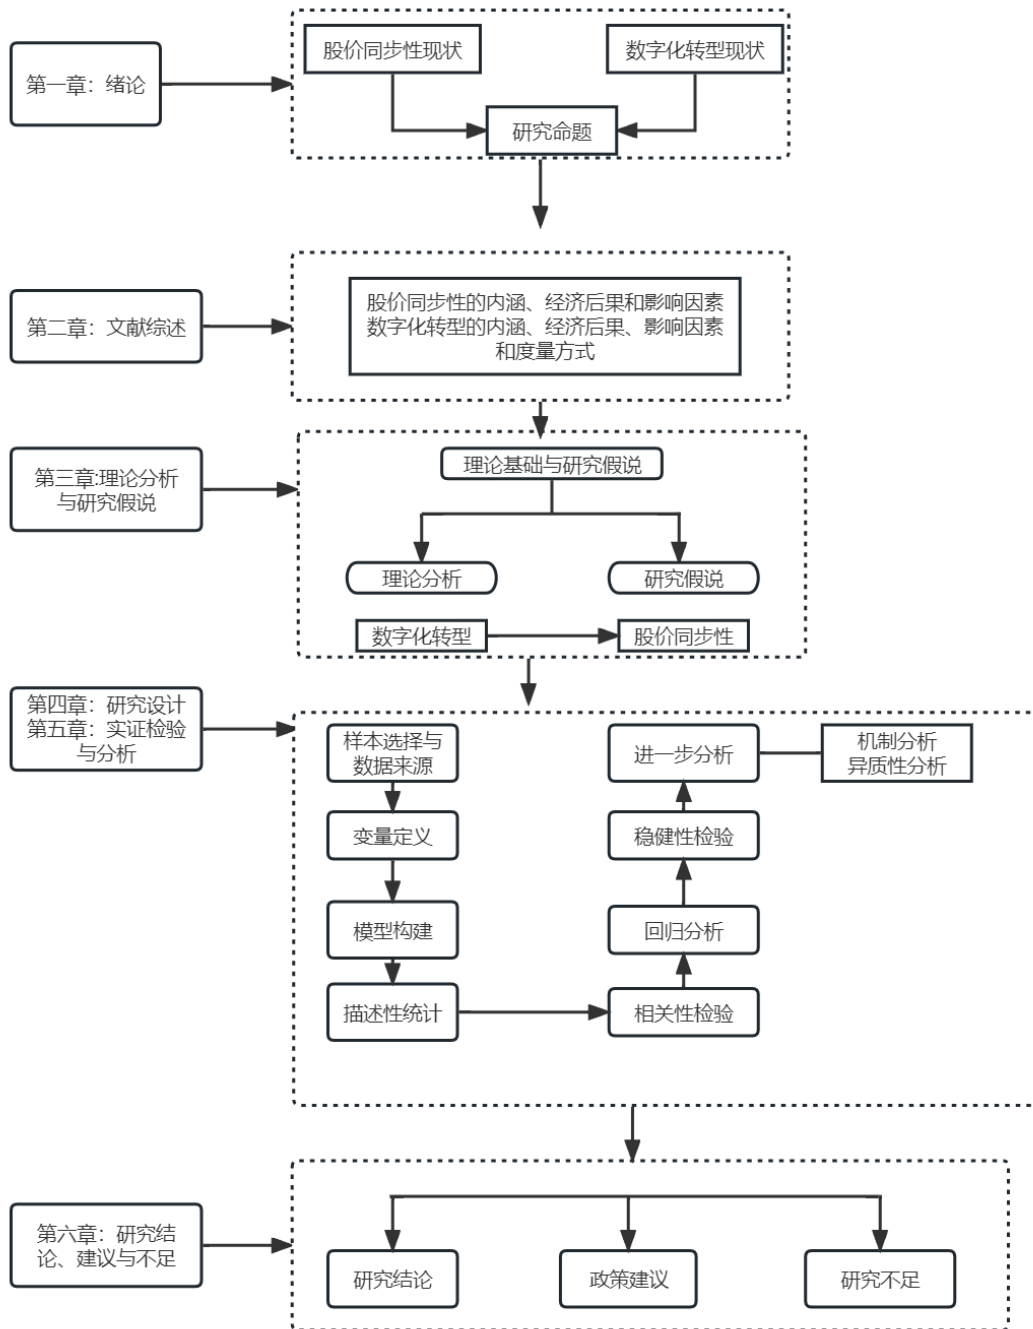 股价同步性现状
数字化转型现状
第一章：绪论
研究命题
第二章：文献综述
股价同步性的内涵、经济后果和影响因素
数字化转型的内涵、经济后果、影响因素
和度量方式
第三章:理论分析
与研究假说
理论基础与研究假说
理论分析
研究假说
数字化转型
股价同步性
第四章：研究设计
第五章：实证检验
与分析
样本选择与
数据来源
进一步分析
机制分析
异质性分析
变量定义
稳健性检验
模型构建
回归分析
描述性统计
相关性检验
第六章：研究结
论、建议与不足
研究结论
政策建议
研究不足